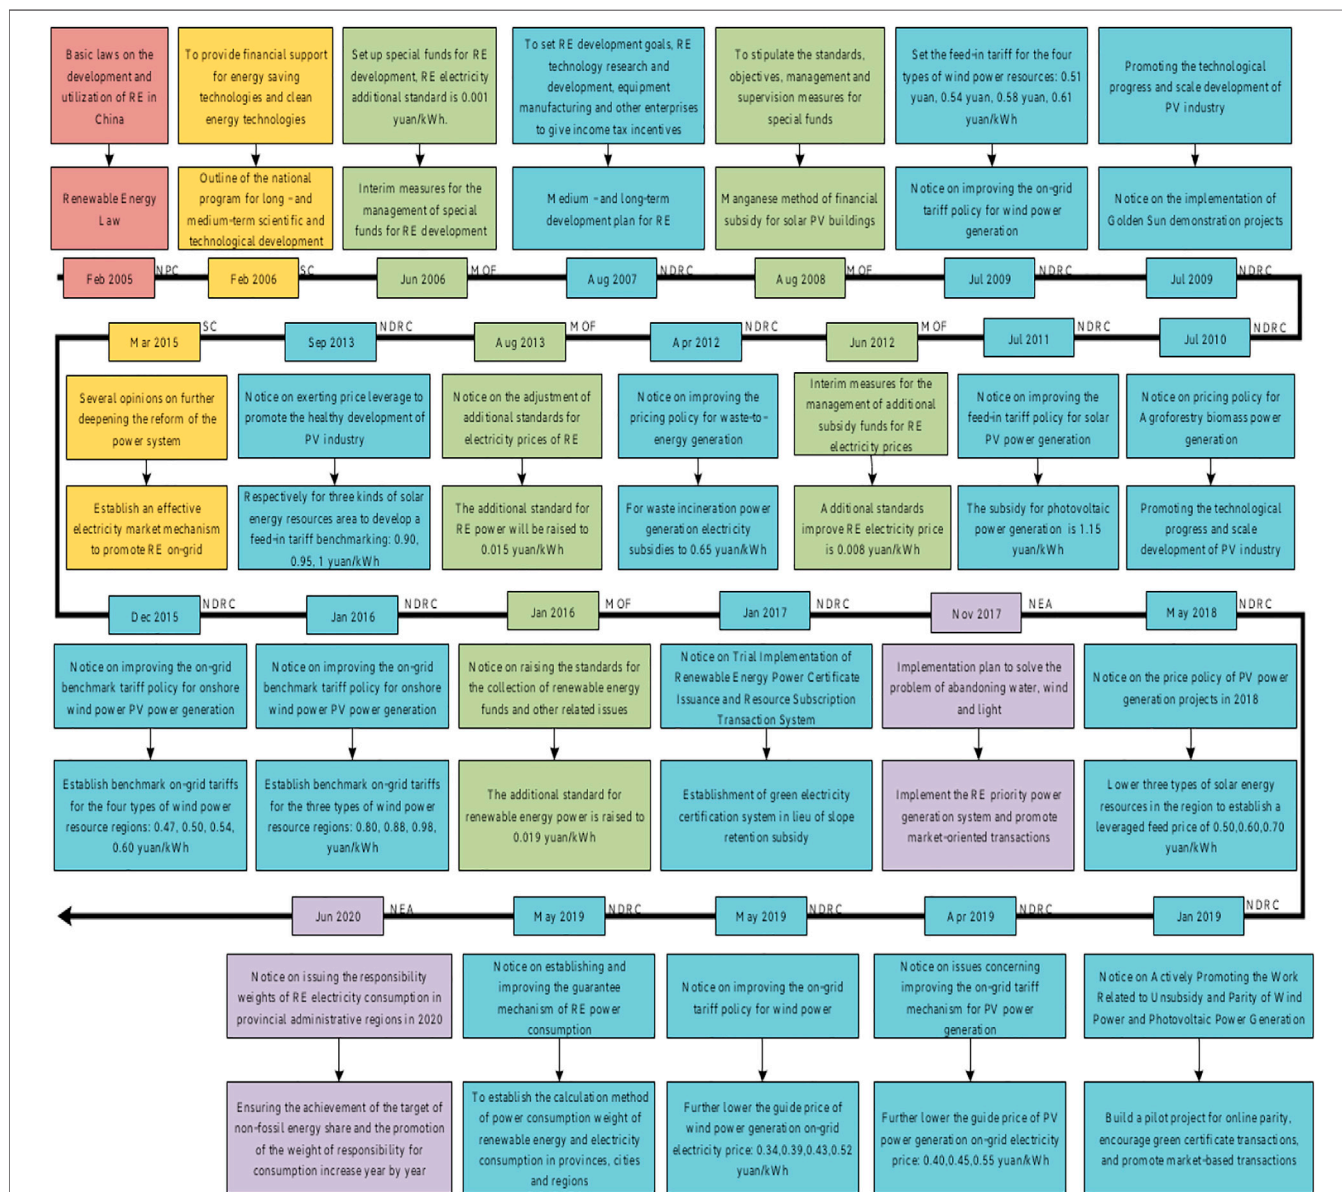 Basic laws on the
development and
utilization of RE in
China
To provide financial support
for energy saving
technologies and clean
energy technologies
Set up special funds for RE
development, RE electricity
additional standard is 0.001
yuan/kWh.
To set RE development goals, RE
technology research and
development, equipment
manufacturing and other enterprises
to give income tax incentives
To stipulate the standards,
objectives, management and
supervision measures for
special funds
Set the feed-in tariff for the four
types of wind power resources: 0.51
yuan, 0.54 yuan, 0.58 yuan, 0.61
yuan/kWh
Promoting the technological
progress and scale development of
PV industry
Renewable Energy
Law
Outline of the national
program for long - and
medium-term scientific and
technological development
Interim measures for the
management of special
funds for RE development
Medium - and long-term
development plan for RE
Manganese method of financial
subsidy for solar PV buildings
Notice on improving the on-grid
tariff policy for wind power
generation
Notice on the implementation of
Golden Sun demonstration projects
Feb 2005
NPC
Feb 2006
SC
Jun 2006
MOF
Aug 2007
NDRC
Aug 2008
MOF
Jul 2009
NDRC
Jul 2009
NDRC
Mar 2015
SC
Sep 2013
NDRC
Aug 2013
MOF
Apr 2012
NDRC
Jun 2012
MOF
Jul 2011
NDRC
Jul 2010
NDRC
Several opinions on further
deepening the reform of the
power system
Notice on exerting price leverage to
promote the healthy development of
PV industry
Notice on the adjustment of
additional standards for
electricity prices of RE
Notice on improving the
pricing policy for waste-to-
energy generation
Interim measures for the
management of additional
subsidy funds for RE
electricity prices
Notice on improving the
feed-in tariff policy for solar
PV power generation
Notice on pricing policy for
Agroforestry biomass power
generation
Establish an effective
electricity market mechanism
to promote RE on-grid
Respectively for three kinds of solar
energy resources area to develop a
feed-in tariff benchmarking: 0.90,
0.95, 1 yuan/kWh
The additional standard for
RE power will be raised to
0.015 yuan/kWh
For waste incineration power
generation electricity
subsidies to 0.65 yuan/kWh
Additional standards
improve RE electricity price
is 0.008 yuan/kWh
The subsidy for photovoltaic
power generation is 1.15
yuan/kWh
Promoting the technological
progress and scale
development of PV industry
Dec 2015
NDRC
Jan 2016
NDRC
Jan 2016
MOF
Jan 2017
NDRC
Nov 2017
NEA
May 2018
NDRC
Notice on improving the on-grid
benchmark tariff policy for onshore
wind power PV power generation
Notice on improving the on-grid
benchmark tariff policy for onshore
wind power PV power generation
Notice on raising the standards for
the collection of renewable energy
funds and other related issues
Notice on Trial Implementation of
Renewable Energy Power Certificate
Issuance and Resource Subscription
Transaction System
Implementation plan to solve the
problem of abandoning water, wind
and light
Notice on the price policy of PV power
generation projects in 2018
Establish benchmark on-grid tariffs
for the four types of wind power
resource regions: 0.47, 0.50, 0.54,
0.60 yuan/kWh
Establish benchmark on-grid tariffs
for the three types of wind power
resource regions: 0.80, 0.88, 0.98,
yuan/kWh
The additional standard for
renewable energy power is raised to
0.019 yuan/kWh
Establishment of green electricity
certification system in lieu of slope
retention subsidy
Implement the RE priority power
generation system and promote
market-oriented transactions
Lower three types of solar energy
resources in the region to establish a
leveraged feed price of 0.50,0.60,0.70
yuan/kWh
Jun 2020
NEA
May 2019
NDRC
May 2019
NDRC
Apr 2019
NDRC
Jan 2019
NDRC
Notice on issuing the responsibility
weights of RE electricity consumption in
provincial administrative regions in 2020
Notice on establishing and
improving the guarantee
mechanism of RE power
consumption
Notice on improving the on-grid
tariff policy for wind power
Notice on issues concerning
improving the on-grid tariff
mechanism for PV power
generation
Notice on Actively Promoting the Work
Related to Unsubsidy and Parity of Wind
Power and Photovoltaic Power Generation
Ensuring the achievement of the target of
non-fossil energy share and the promotion
of the weight of responsibility for
consumption increase year by year
To establish the calculation method
of power consumption weight of
renewable energy and electricity
consumption in provinces, cities
and regions
Further lower the guide price of
wind power generation on-grid
electricity price: 0.34,0.39,0.43,0.52
yuan/kWh
Further lower the guide price of PV
power generation on-grid electricity
price: 0.40,0.45,0.55 yuan/kWh
Build a pilot project for online parity,
encourage green certificate transactions,
and promote market-based transactions